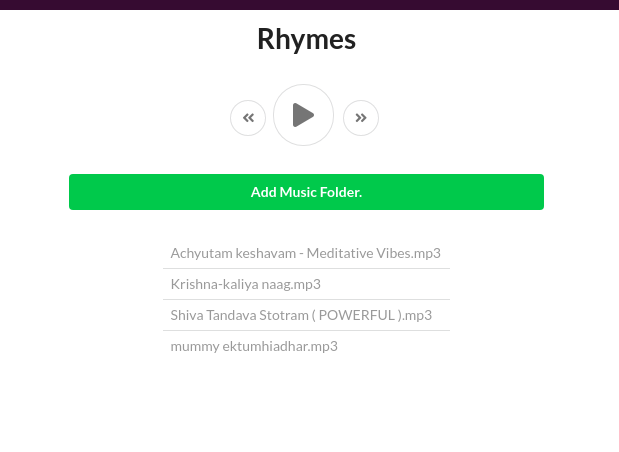 Rhymes
Add Music Folder.
Achyutam keshavam - Meditative Vibes.mp3
Krishna-kaliya naag.mp3
Shiva Tandava Stotram ( POWERFUL ).mp3
mummy ektumhiadhar.mp3